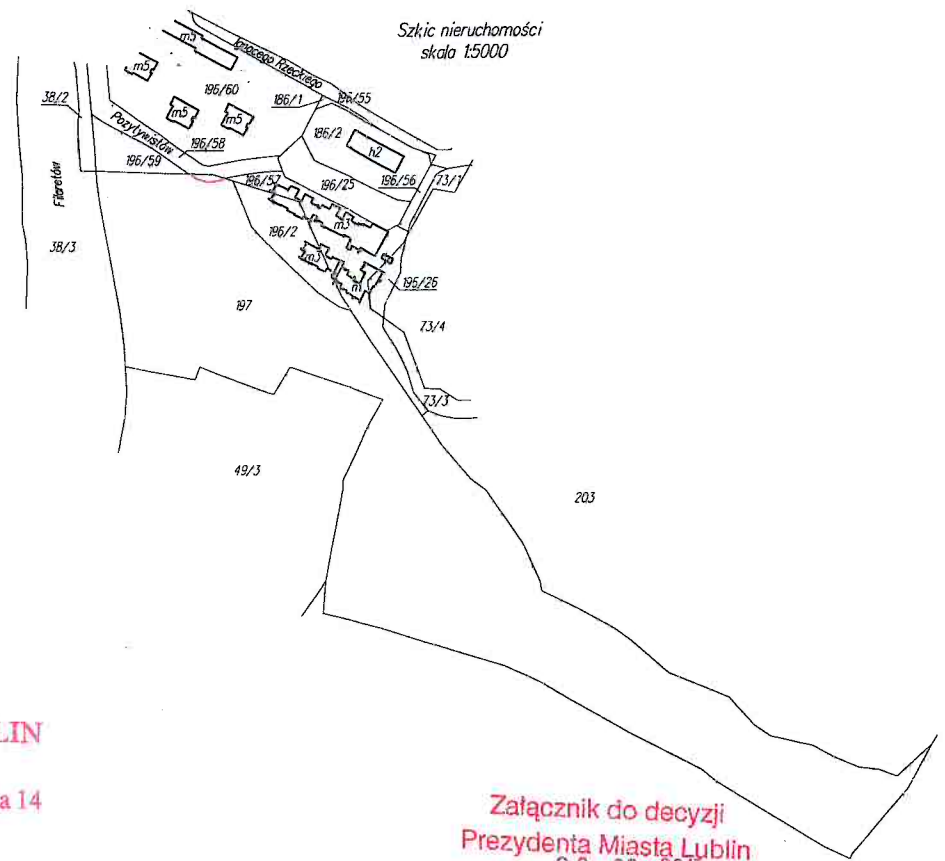 Szkic nieruchomości
skala 1:5000
m5
Ignacego Rzeckiego
m5
196/60
38/2
186/1
196/55
m5
m5
Pozytywistów
196/58
186/2
h2
196/59
196/57
196/25
196/56
73/1
Filaretów
196/2
m3
38/3
m3
m
195/26
197
73/4
73/3
49/3
203
LIN
a 14
Załącznik do decyzji
Prezydenta Miasta Lublin